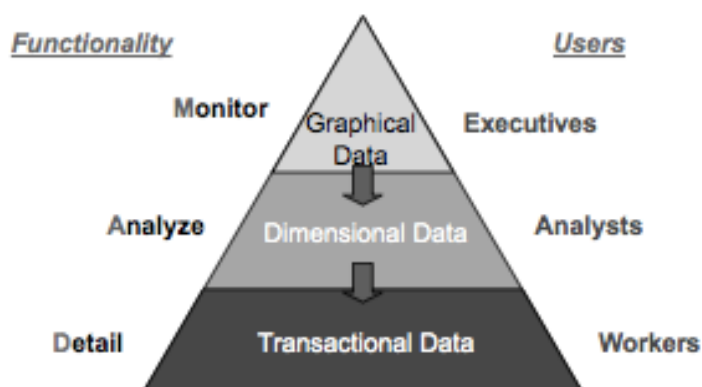 Functionality
Users
Monitor
Graphical
Data
Executives
Analyze
Dimensional Data
Analysts
Detail
Transactional Data
Workers